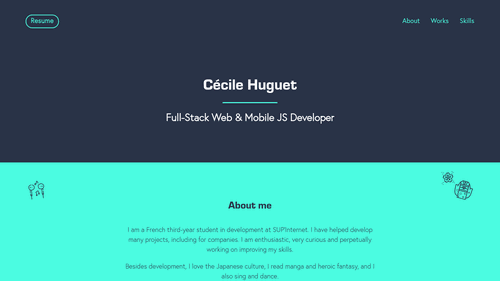 Resume
About Works Skills
Cécile Huguet
Full-Stack Web & Mobile JS Developer
About me
I am a French third-year student in development at SUP'Internet. I have helped develop
many projects, including for companies. I am enthusiastic, very curious and perpetually
working on improving my skills.
Besides development, I love the Japanese culture, I read manga and heroic fantasy, and I
also sing and dance.